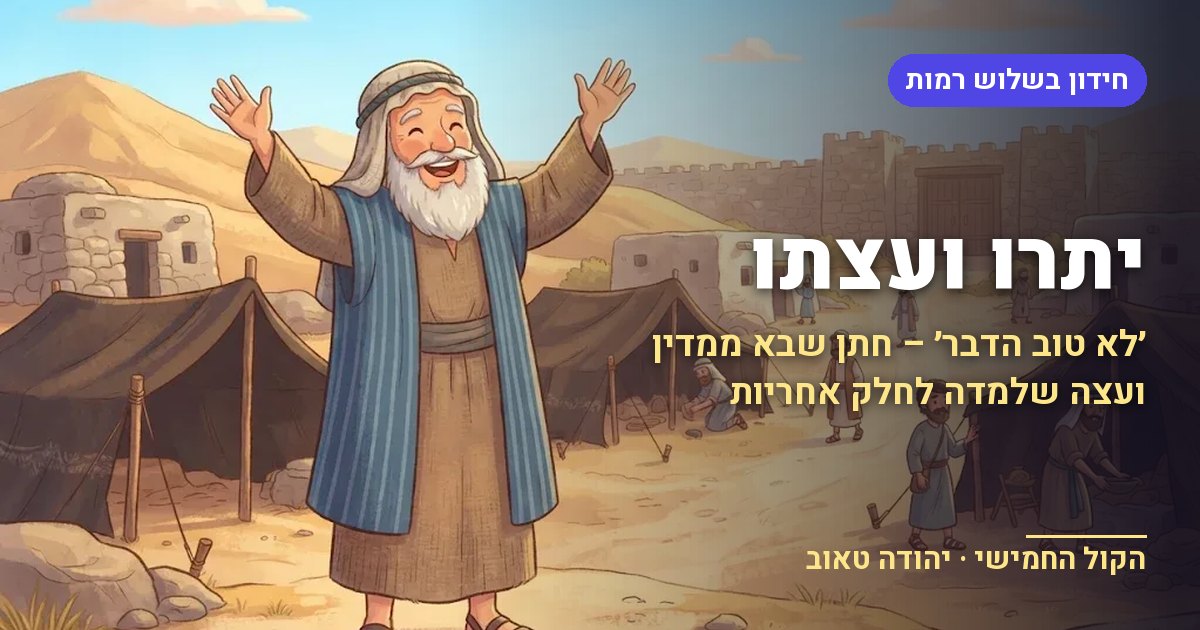 חידון בשלוש רמות
יתרו ועצתו
'לא טוב הדבר' – חתן שבא ממדין
ועצה שלמדה לחלק אחריות
הקול החמישי · יהודה טאוב